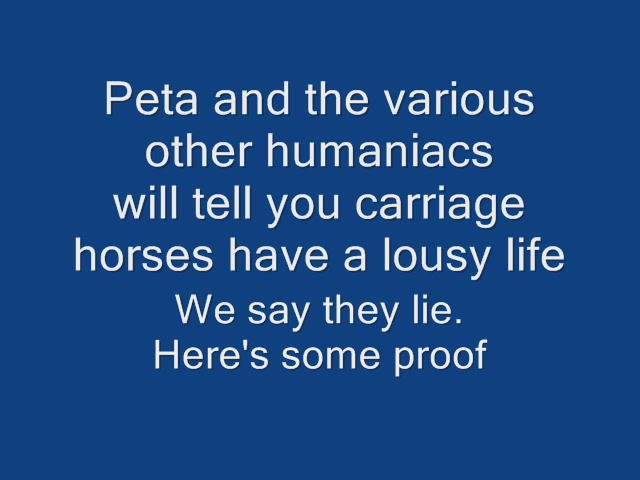 Peta and the various
other humaniacs
will tell you carriage
horses have a lousy life
We say they lie.
Here's some proof